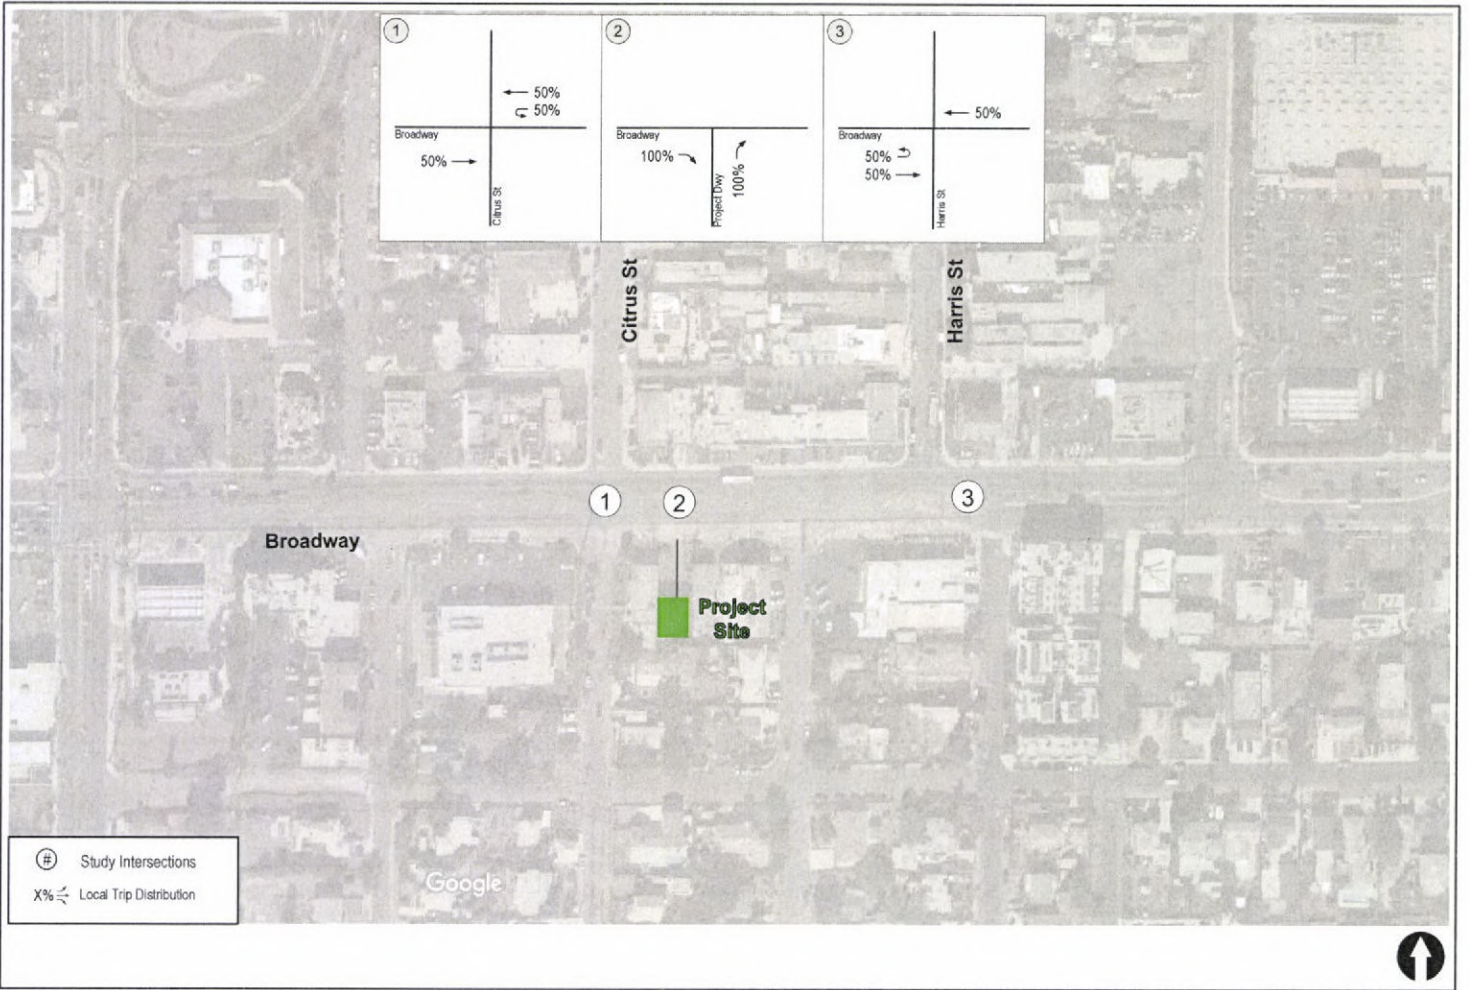 1
50%
50%
Broadway
50%
Citrus St
2
Broadway
100%
100%
Project Dwy
3
50%
Broadway
50%
50%
Harris St
Citrus St
Harris St
1
2
3
Broadway
Project
Site
# Study Intersections
X% Local Trip Distribution
Google